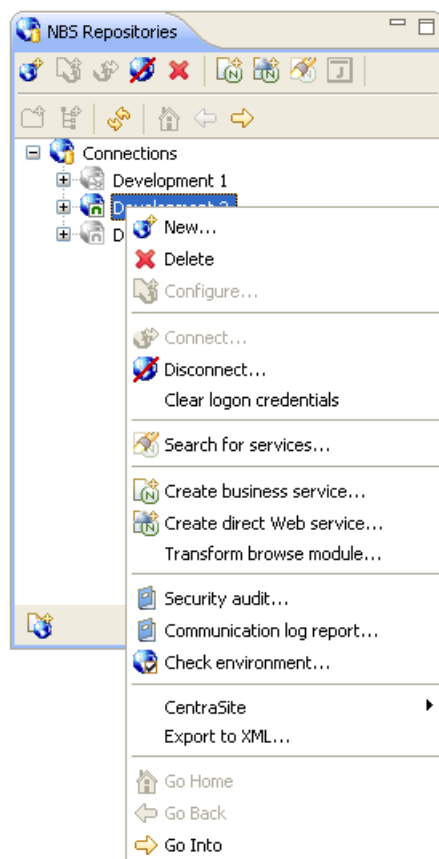 NBS Repositories
Connections
Development 1
New...
Delete
Configure...
Connect...
Disconnect...
Clear logon credentials
Search for services...
Create business service...
Create direct Web service...
Transform browse module...
Security audit...
Communication log report...
Check environment...
CentraSite
Export to XML...
Go Home
Go Back
Go Into